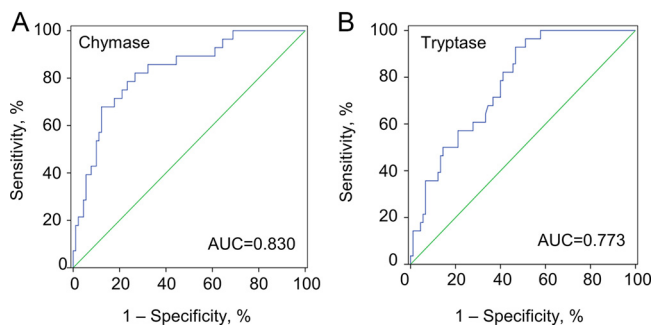 A
Chymase
100
80
60
40
20
0
Sensitivity, %
AUC=0.830
0 20 40 60 80 100
1 – Specificity, %
B
Tryptase
100
80
60
40
20
0
Sensitivity, %
AUC=0.773
0 20 40 60 80 100
1 – Specificity, %